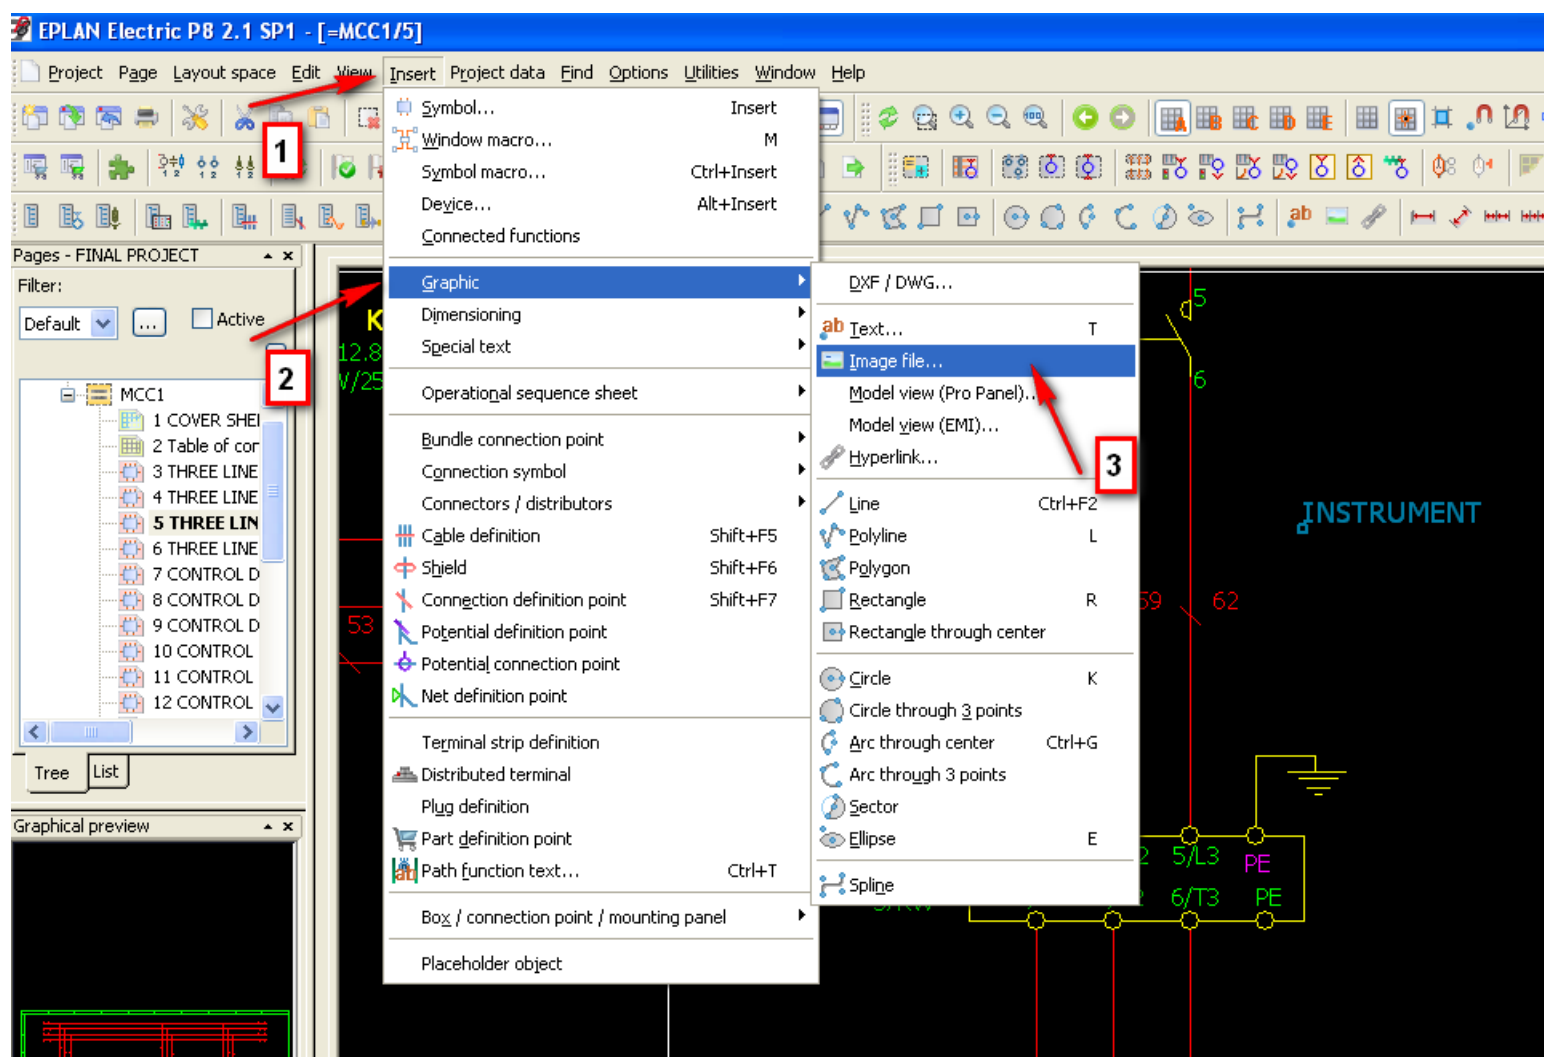 EPLAN Electric P8 2.1 SP1 - [=MCC1/5]
Project Page Layout space Edit View Insert Project data Find Options Utilities Window Help
1
Symbol... Insert
Window macro... M
Symbol macro... Ctrl+Insert
Device... Alt+Insert
Connected functions
Graphic
Dimensioning
Special text
Operational sequence sheet
Bundle connection point
Connection symbol
Connectors / distributors
Cable definition Shift+F5
Shield Shift+F6
Connection definition point Shift+F7
Potential definition point
Potential connection point
Net definition point
Terminal strip definition
Distributed terminal
Plug definition
Part definition point
Path function text... Ctrl+T
Box / connection point / mounting panel
Placeholder object
DXF / DWG...
Text... T
Image file...
Model view (Pro Panel)..
Model view (EMI)...
Hyperlink...
Line Ctrl+F2
Polyline L
Polygon
Rectangle R
Rectangle through center
Circle K
Circle through 3 points
Arc through center Ctrl+G
Arc through 3 points
Sector
Ellipse E
Spline
3
Pages - FINAL PROJECT
Filter:
Default ... Active
2
MCC1
1 COVER SHEI
2 Table of cor
3 THREE LINE
4 THREE LINE
5 THREE LIN
6 THREE LINE
7 CONTROL D
8 CONTROL D
9 CONTROL D
10 CONTROL
11 CONTROL
12 CONTROL
Tree List
Graphical preview
K
12.8
V/25
53
5
6
INSTRUMENT
59 62
2 5/L3 PE
6/T3 PE